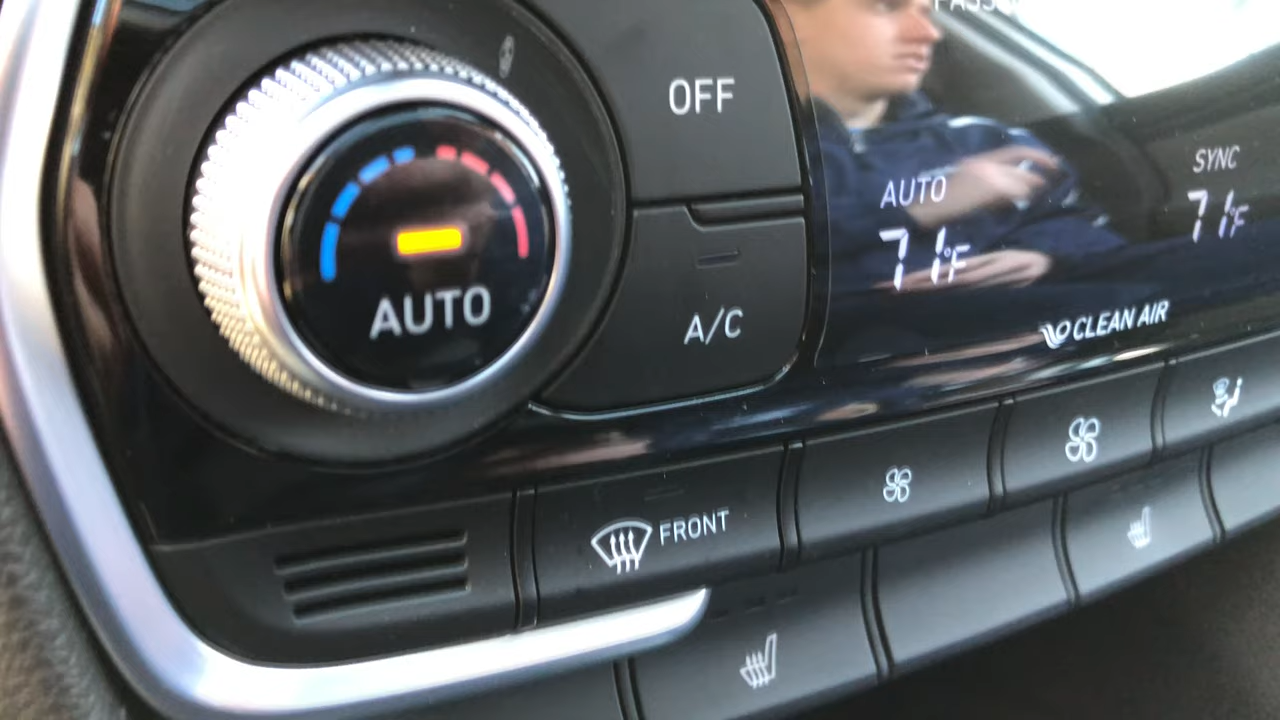 OFF
AUTO
SYNC
71°F
71°F
AUTO
A/C
CLEAN AIR
FRONT